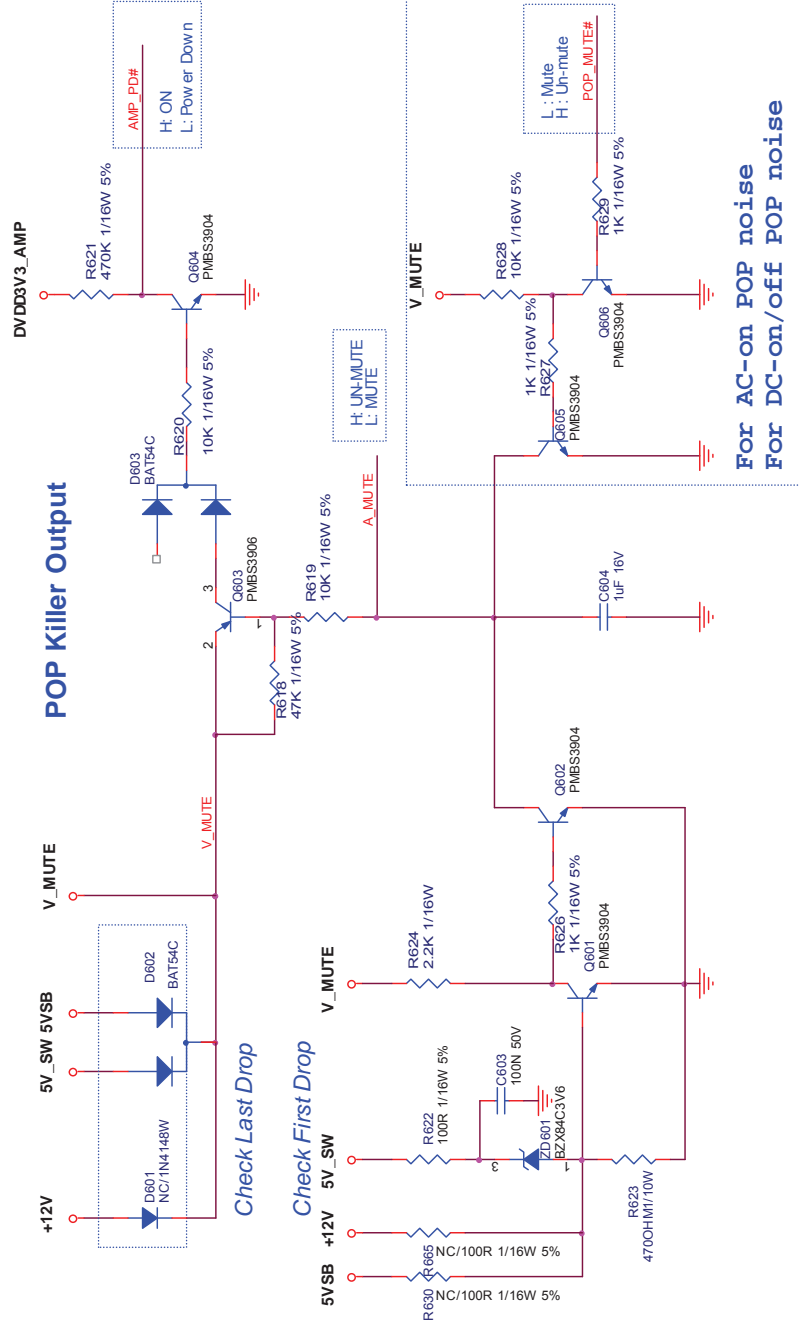 POP Killer Output
+12V
5V_SW
5VSB
V_MUTE
D601
NC/1N4148W
D602
BAT54C
Check Last Drop
V_MUTE
2
3
1
Q603
PMBS3906
R618
47K 1/16W 5%
R619
10K 1/16W 5%
D603
BAT54C
R620
10K 1/16W 5%
DVDD3V3_AMP
R621
470K 1/16W 5%
Q604
PMBS3904
AMP_PD#
H: ON
L: Power Down
A_MUTE
H: UN-MUTE
L: MUTE
Check First Drop
5VSB
+12V
5V_SW
V_MUTE
R630
NC/100R 1/16W 5%
R665
NC/100R 1/16W 5%
R622
100R 1/16W 5%
C603
100N 50V
3
1
ZD601
BZX84C3V6
R623
470OHM1/10W
R624
2.2K 1/16W
R626
1K 1/16W 5%
Q601
PMBS3904
Q602
PMBS3904
C604
1uF 16V
V_MUTE
R628
10K 1/16W 5%
1K 1/16W 5%
R627
Q605
PMBS3904
Q606
PMBS3904
R629
1K 1/16W 5%
POP_MUTE#
L : Mute
H : Un-mute
For AC-on POP noise
For DC-on/off POP noise